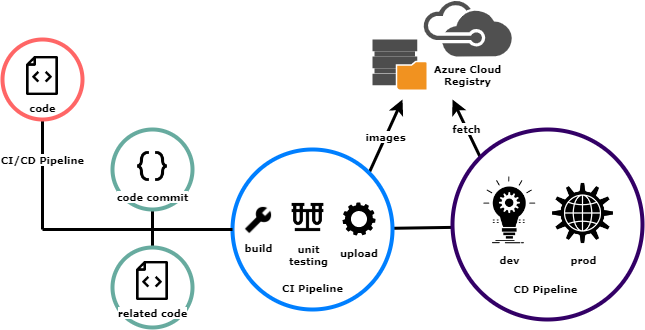 Azure Cloud
Registry
code
CI/CD Pipeline
images
fetch
code commit
build
unit
testing
upload
CI Pipeline
dev
prod
CD Pipeline
related code